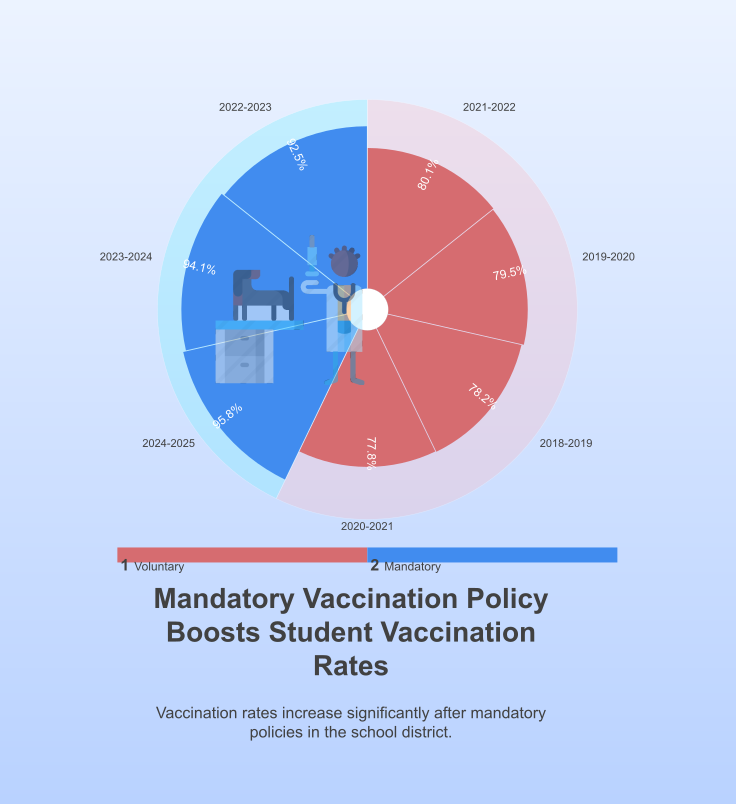 2022-2023
2021-2022
92.5%
80.1%
2023-2024
2019-2020
94.1%
79.5%
95.8%
78.2%
2024-2025
77.8%
2018-2019
2020-2021
1 Voluntary
2 Mandatory
Mandatory Vaccination Policy
Boosts Student Vaccination
Rates
Vaccination rates increase significantly after mandatory
policies in the school district.